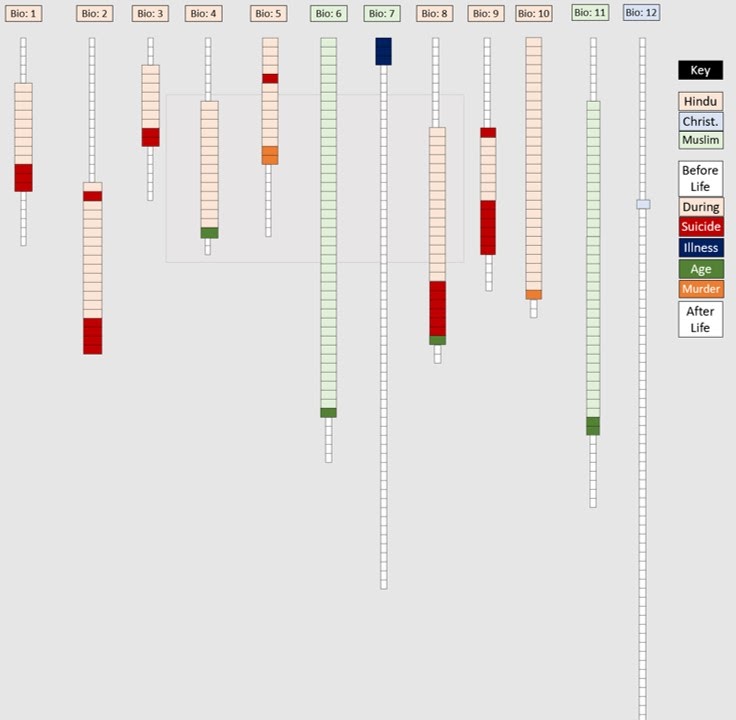 Bio: 1
Bio: 2
Bio: 3
Bio: 4
Bio: 5
Bio: 6
Bio: 7
Bio: 8
Bio: 9
Bio: 10
Bio: 11
Bio: 12
Key
Hindu
Christ.
Muslim
Before
Life
During
Suicide
Illness
Age
Murder
After
Life